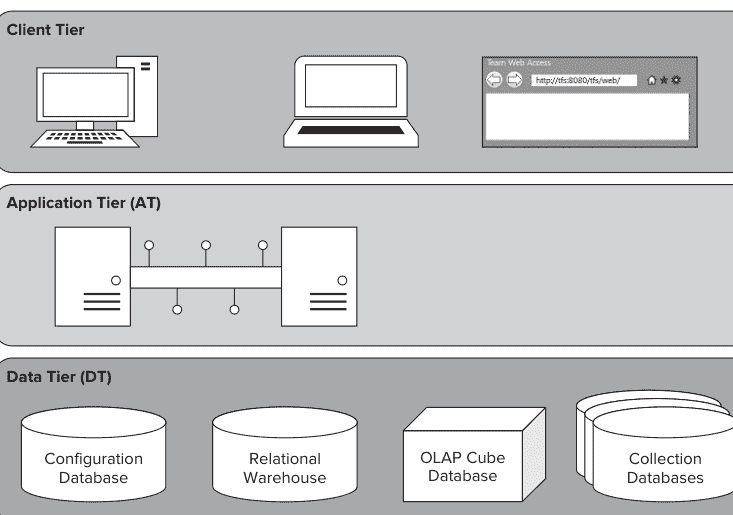 Client Tier
Team Web Access
http://tfs:8080/tfs/web/
Application Tier (AT)
Data Tier (DT)
Configuration
Database
Relational
Warehouse
OLAP Cube
Database
Collection
Databases